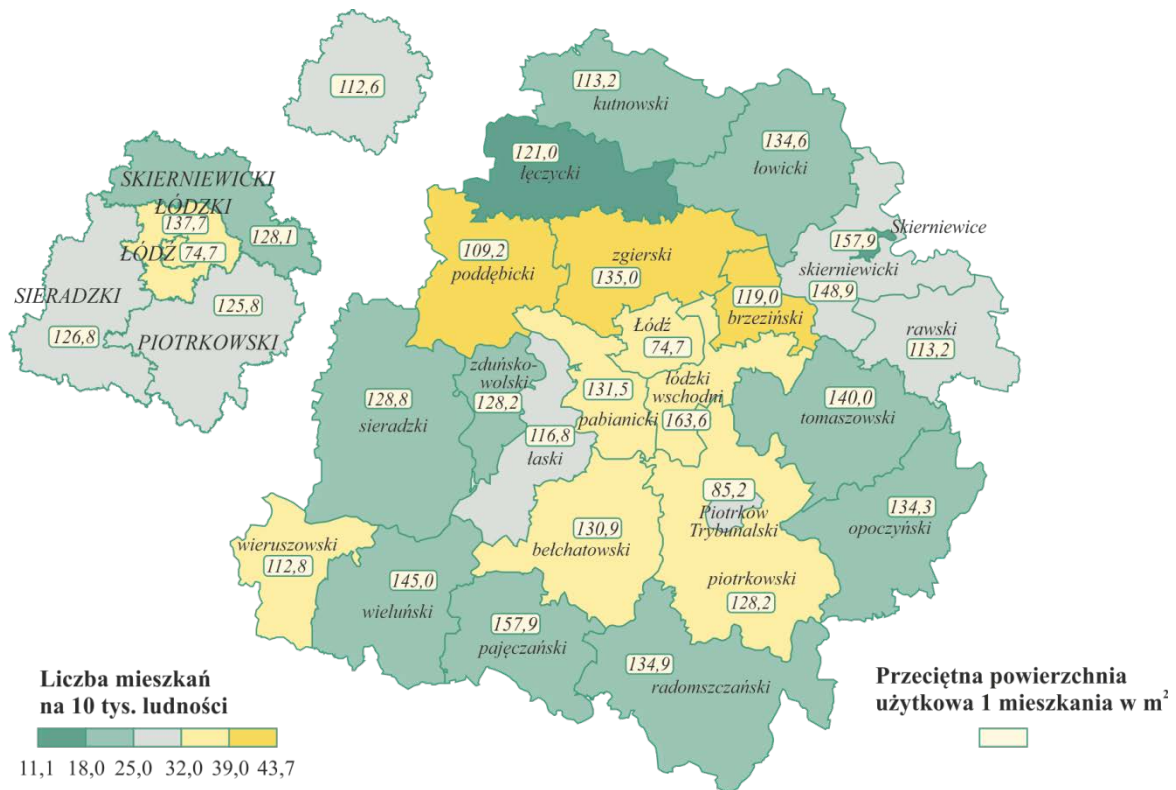 112,6
SKIERNIEWICKI
ŁÓDZKI
137,7
128,1
ŁÓDŹ
74,7
SIERADZKI
125,8
126,8
PIOTRKOWSKI
113,2
kutnowski
121,0
łęczycki
134,6
łowicki
109,2
poddębicki
zgierski
135,0
119,0
brzeziński
Skierniewice
157,9
skierniewicki
148,9
rawski
113,2
Łódź
74,7
zduńsko-
wolski
128,2
128,8
sieradzki
131,5
pabianicki
łódzki
wschodni
163,6
140,0
tomaszowski
116,8
łaski
85,2
Piotrków
Trybunalski
134,3
opoczyński
130,9
bełchatowski
wieruszowski
112,8
145,0
wieluński
piotrkowski
128,2
157,9
pajęczański
134,9
radomszczański
Liczba mieszkań
na 10 tys. ludności
11,1 18,0 25,0 32,0 39,0 43,7
Przeciętna powierzchnia
użytkowa 1 mieszkania w m²